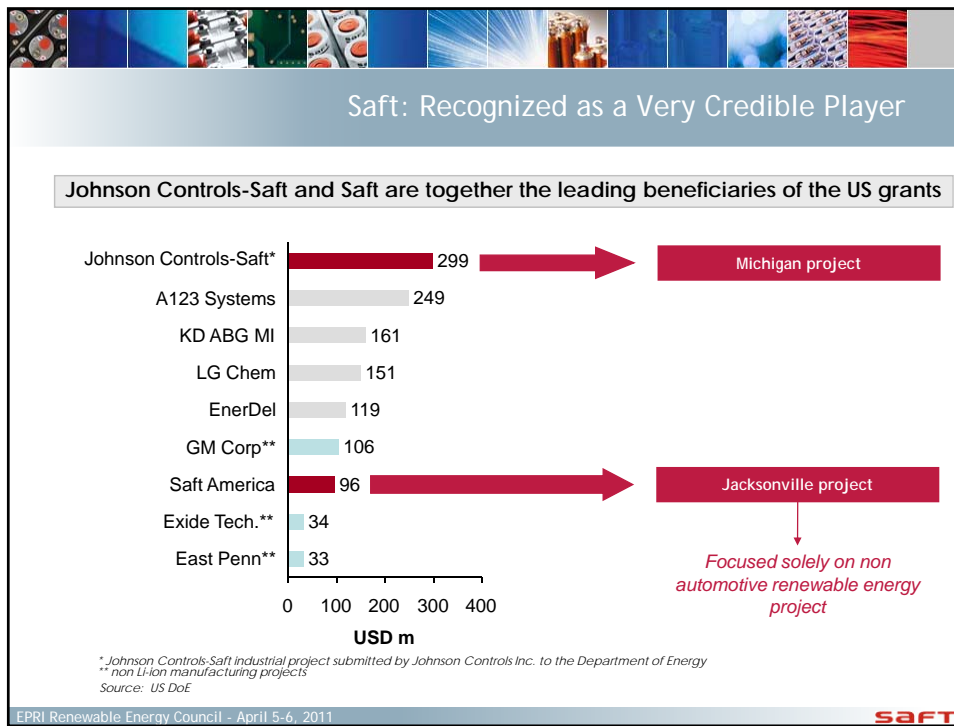 Saft: Recognized as a Very Credible Player
Johnson Controls-Saft and Saft are together the leading beneficiaries of the US grants
Johnson Controls-Saft* 299 Michigan project
A123 Systems 249
KD ABG MI 161
LG Chem 151
EnerDel 119
GM Corp** 106
Saft America 96 Jacksonville project
Exide Tech.** 34
East Penn** 33
Focused solely on non
automotive renewable energy
project
0 100 200 300 400
USD m
* Johnson Controls-Saft industrial project submitted by Johnson Controls Inc. to the Department of Energy
** non Li-ion manufacturing projects
Source: US DoE
EPRI Renewable Energy Council - April 5-6, 2011
saft